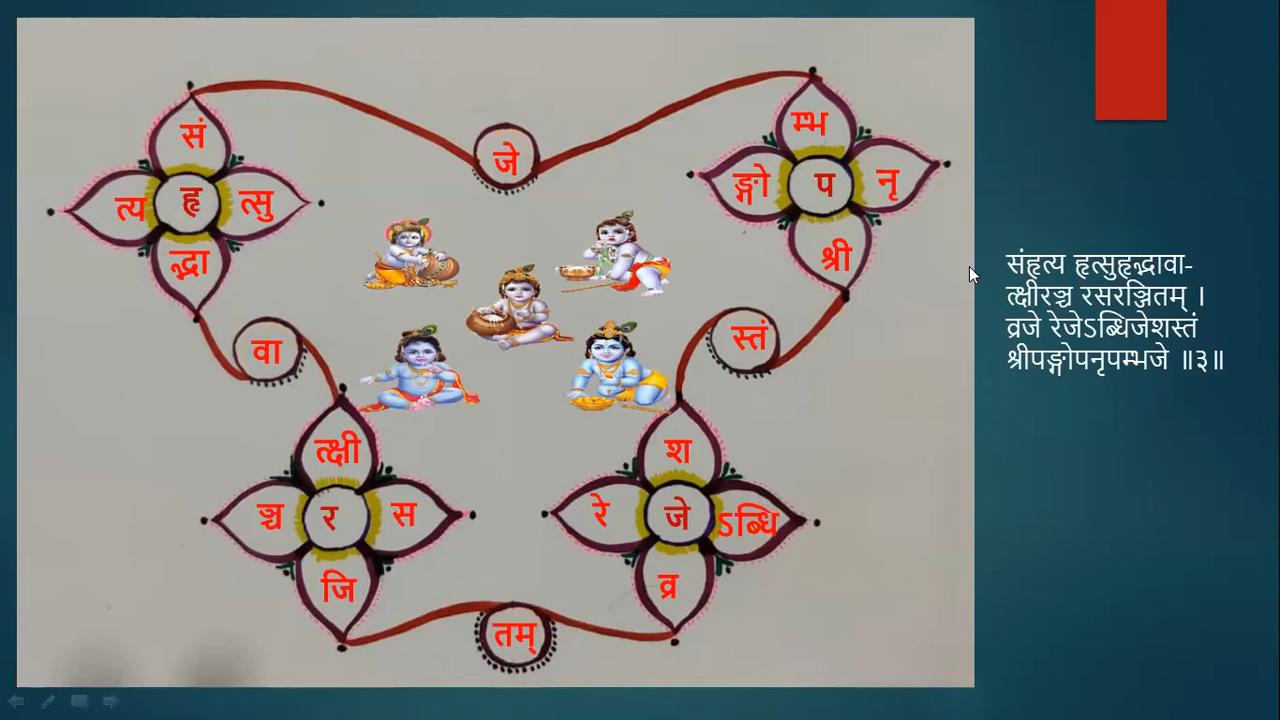 सं
म्भ
जे
त्य हृ त्सु
ङ्गो प नृ
द्भा
श्री
वा
स्तं
त्क्षी
श
ञ्च र स
रे जे ऽब्धि
जि
व्र
तम्
संहृत्य हृत्सुहृद्भावा-
त्क्षीरञ्च रसरञ्जितम् ।
व्रजे रेजेऽब्धिजेशस्तं
श्रीपङ्गोपनृपम्भजे ॥३॥